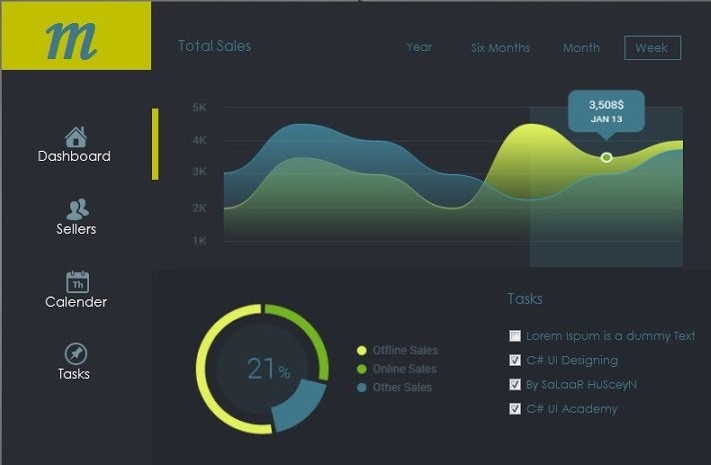 m
Total Sales
Year
Six Months
Month
Week
Dashboard
Sellers
Th
Calender
Tasks
3,508$
JAN 13
5K
4K
3K
2K
1K
21%
Offline Sales
Online Sales
Other Sales
Tasks
Lorem Ispum is a dummy Text
C# UI Designing
By SaLaaR HuSceyN
C# UI Academy